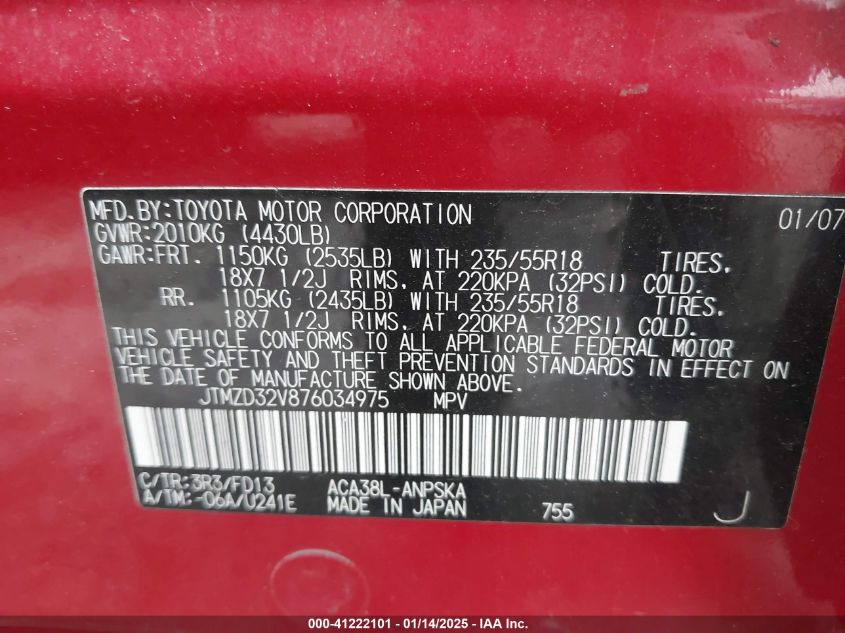 MFD.BY:TOYOTA MOTOR CORPORATION 01/07
GVWR:2010KG (4430LB)
GAWR:FRT. 1150KG (2535LB) WITH 235/55R18 TIRES,
18X7 1/2J RIMS, AT 220KPA (32PSI) COLD.
RR. 1105KG (2435LB) WITH 235/55R18 TIRES,
18X7 1/2J RIMS, AT 220KPA (32PSI) COLD.
THIS VEHICLE CONFORMS TO ALL APPLICABLE FEDERAL MOTOR
VEHICLE SAFETY AND THEFT PREVENTION STANDARDS IN EFFECT ON
THE DATE OF MANUFACTURE SHOWN ABOVE.
JTMZD32V876034975 MPV
C/TR:3R3/FD13 ACA38L-ANPSKA
A/TM:-06A/U241E MADE IN JAPAN 755 J
000-41222101 - 01/14/2025 - IAA Inc.